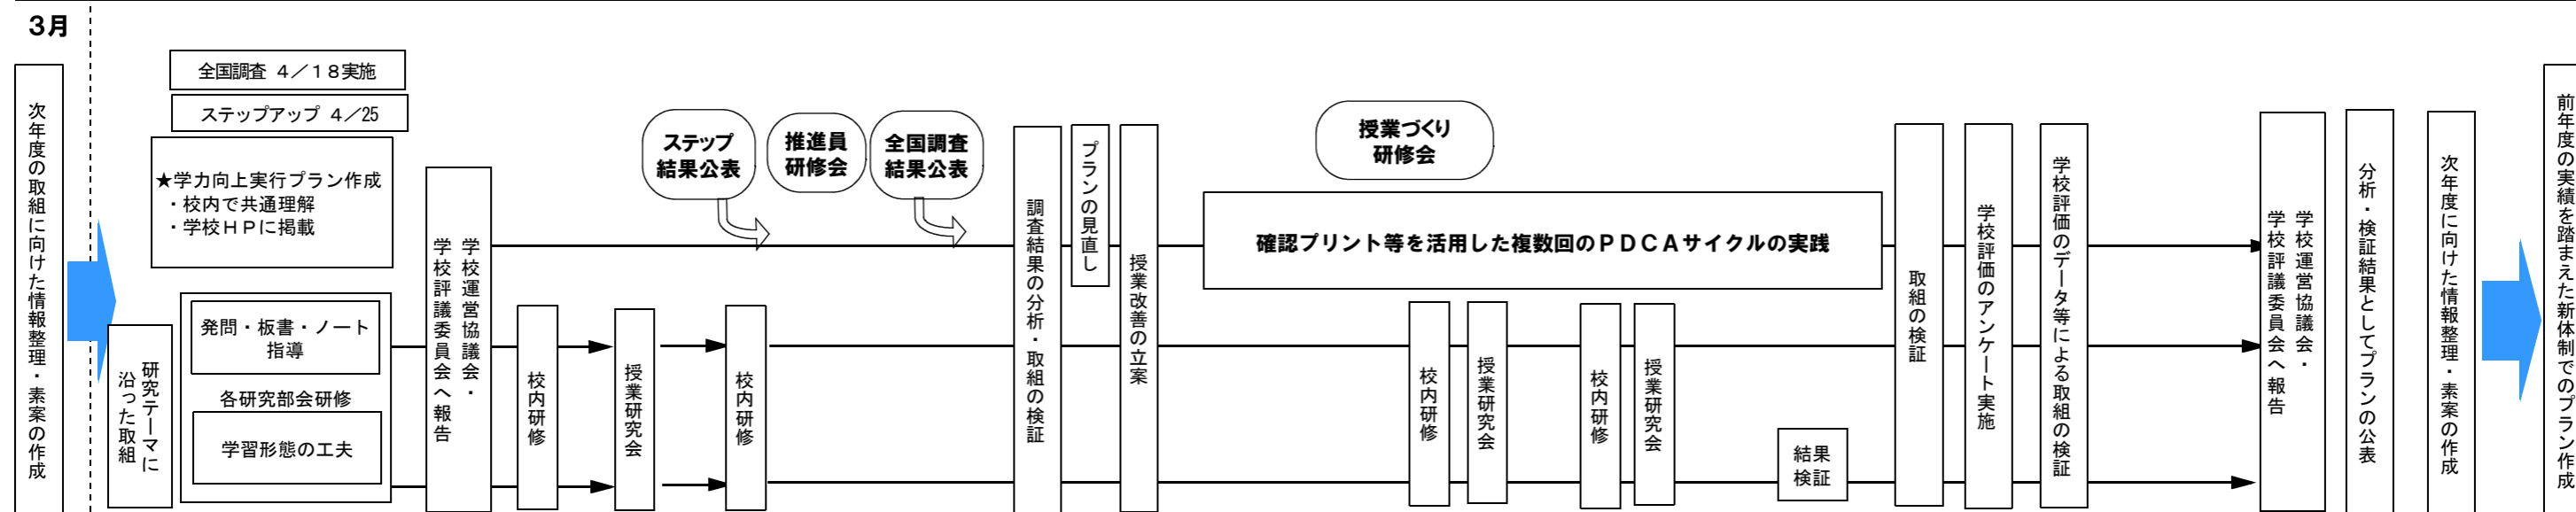 3月
次年度の取組に向けた情報整理・素案の作成
全国調査 4／18実施
ステップアップ 4／25
★学力向上実行プラン作成
・校内で共通理解
・学校HPに掲載
研究テーマに
沿った取組
発問・板書・ノート
指導
各研究部会研修
学習形態の工夫
学校運営協議会・
学校評議委員会へ報告
校内研修
授業研究会
校内研修
ステップ
結果公表
推進員
研修会
全国調査
結果公表
調査結果の分析・取組の検証
プランの見直し
授業改善の立案
授業づくり
研修会
確認プリント等を活用した複数回のPDCAサイクルの実践
校内研修
授業研究会
校内研修
授業研究会
結果
検証
取組の検証
学校評価のアンケート実施
学校評価のデータ等による取組の検証
学校運営協議会・
学校評議委員会へ報告
分析・検証結果としてプランの公表
次年度に向けた情報整理・素案の作成
前年度の実績を踏まえた新体制でのプラン作成